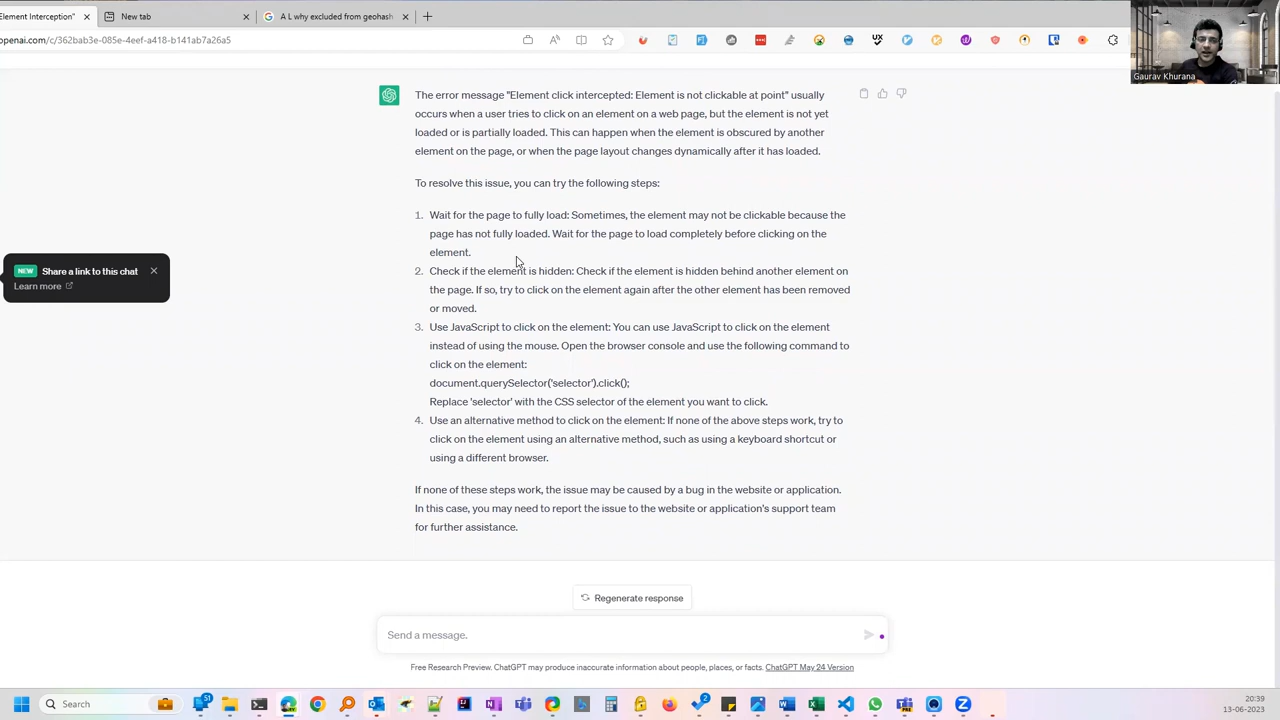 Element Interception"
New tab
A L why excluded from geohash
openai.com/c/362bab3e-085e-4eef-a418-b141ab7a26a5
UX
Gaurav Khurana
The error message "Element click intercepted: Element is not clickable at point" usually
occurs when a user tries to click on an element on a web page, but the element is not yet
loaded or is partially loaded. This can happen when the element is obscured by another
element on the page, or when the page layout changes dynamically after it has loaded.
To resolve this issue, you can try the following steps:
1. Wait for the page to fully load: Sometimes, the element may not be clickable because the
page has not fully loaded. Wait for the page to load completely before clicking on the
element.
2. Check if the element is hidden: Check if the element is hidden behind another element on
the page. If so, try to click on the element again after the other element has been removed
or moved.
3. Use JavaScript to click on the element: You can use JavaScript to click on the element
instead of using the mouse. Open the browser console and use the following command to
click on the element:
document.querySelector('selector').click();
Replace 'selector' with the CSS selector of the element you want to click.
4. Use an alternative method to click on the element: If none of the above steps work, try to
click on the element using an alternative method, such as using a keyboard shortcut or
using a different browser.
If none of these steps work, the issue may be caused by a bug in the website or application.
In this case, you may need to report the issue to the website or application's support team
for further assistance.
NEW Share a link to this chat
Learn more
Regenerate response
Send a message.
Free Research Preview. ChatGPT may produce inaccurate information about people, places, or facts. ChatGPT May 24 Version
Search
20:39
13-06-2023